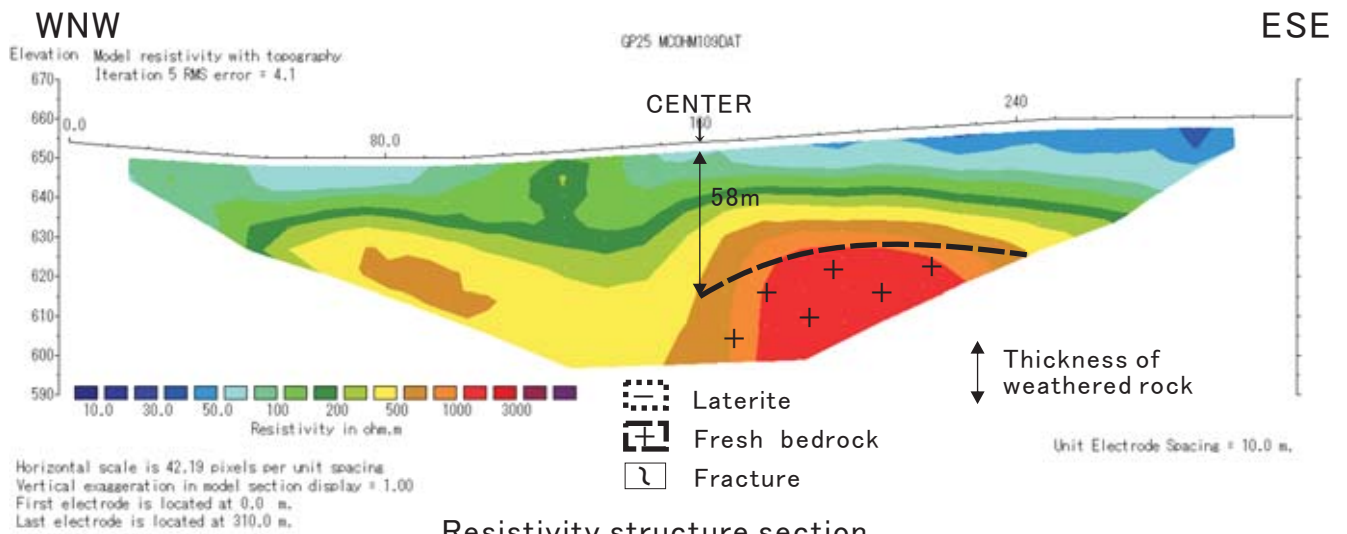 WNW
ESE
GP25 MCOHM109DAT
Elevation Model resistivity with topography
Iteration 5 RMS error = 4.1
670
CENTER
240
660
0.0
160
80.0
650
640
58m
630
620
610
600
Thickness of
weathered rock
590
10.0 30.0 50.0 100 200 500 1000 3000
Resistivity in ohm.m
Laterite
Fresh bedrock
Fracture
Unit Electrode Spacing = 10.0 m.
Horizontal scale is 42.19 pixels per unit spacing
Vertical exaggeration in model section display = 1.00
First electrode is located at 0.0 m.
Last electrode is located at 310.0 m.
Resistivity structure section